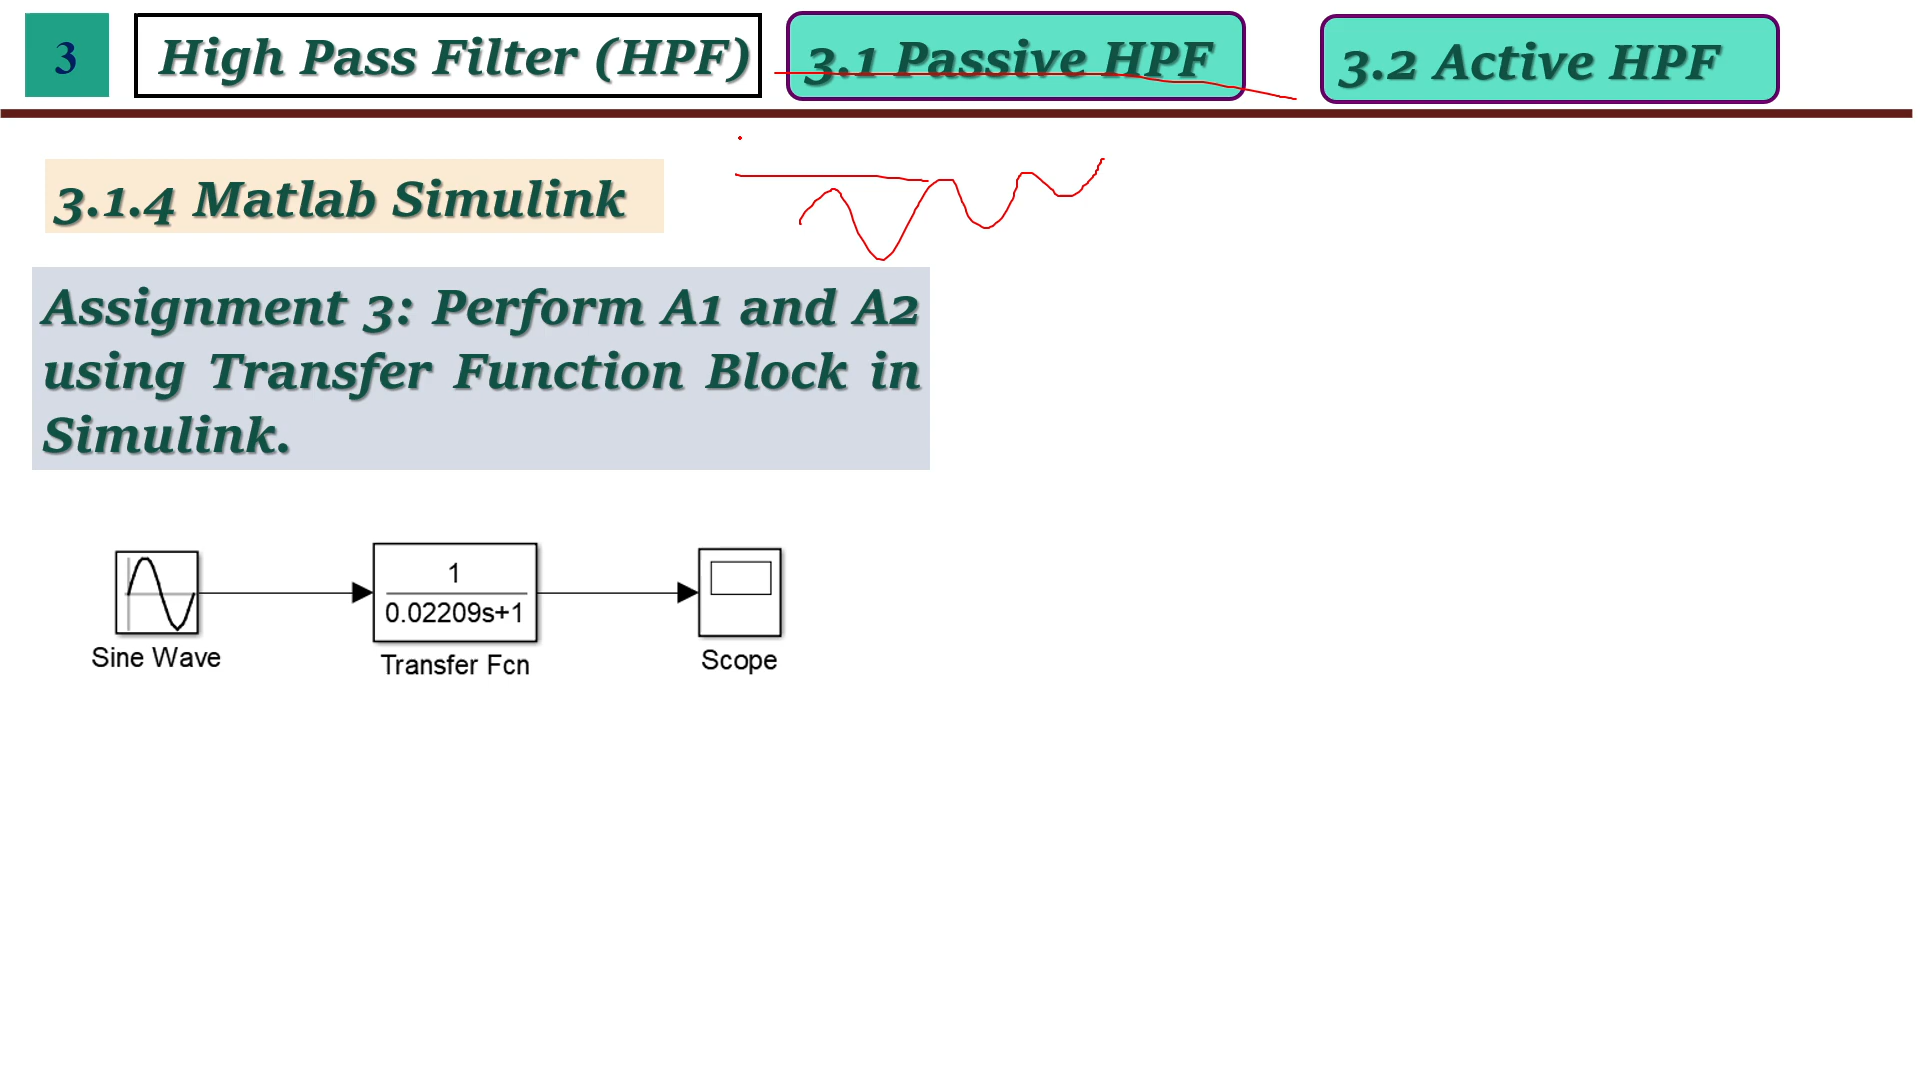 3
High Pass Filter (HPF)
3.1 Passive HPF
3.2 Active HPF
3.1.4 Matlab Simulink
Assignment 3: Perform A1 and A2
using Transfer Function Block in
Simulink.
1
0.02209s+1
Sine Wave
Transfer Fcn
Scope